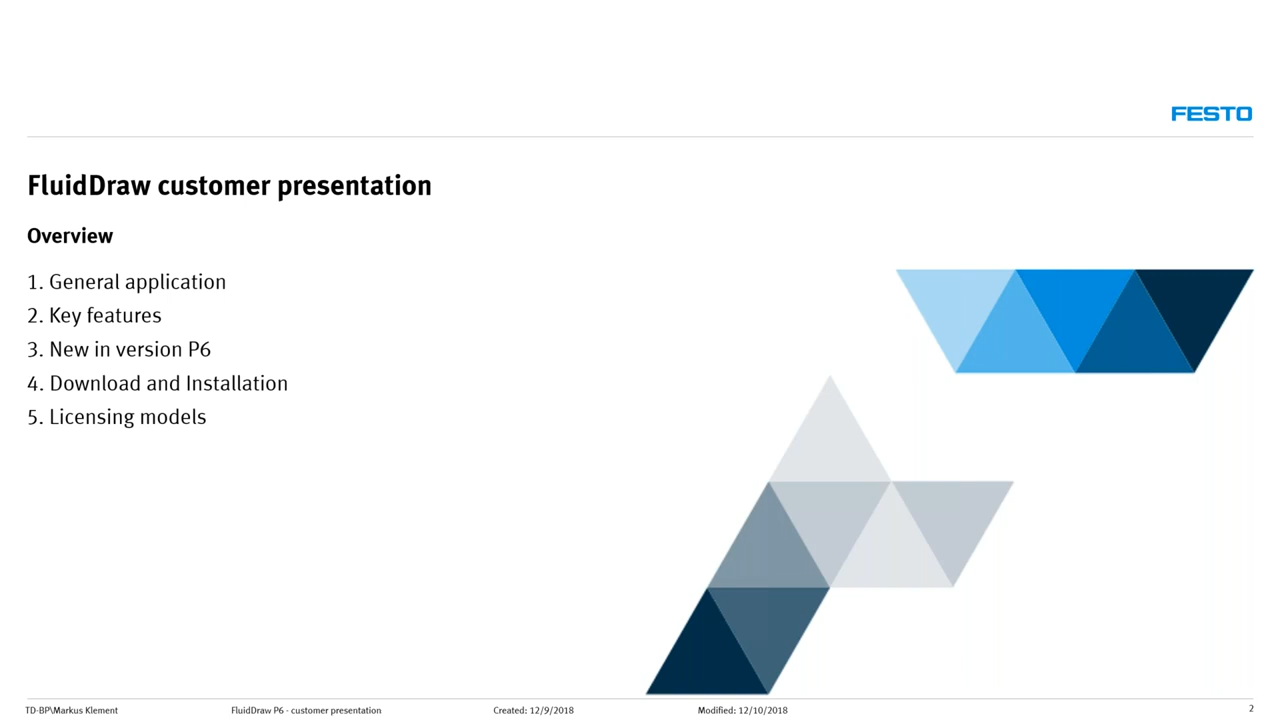 FESTO
FluidDraw customer presentation
Overview
1. General application
2. Key features
3. New in version P6
4. Download and Installation
5. Licensing models
TD-BP\Markus Klement FluidDraw P6 - customer presentation Created: 12/9/2018 Modified: 12/10/2018 2